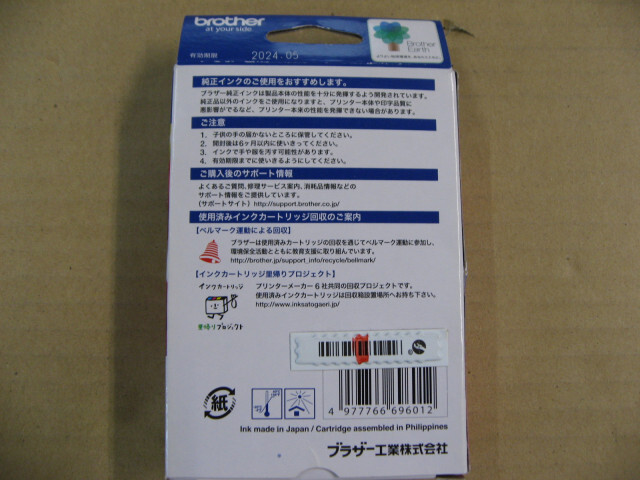 brother
at your side
有効期限 2024.05
Brother
Earth
純正インクのご使用をおすすめします。
ブラザー純正インクは製品本体の性能を十分に発揮するよう開発されています。
純正品以外のインクをご使用になりますと、プリンター本体や印字品質に
悪影響がでるなど、プリンター本来の性能を発揮できない場合があります。
ご注意
1. 子供の手の届かないところに保管してください。
2. 開封後は6ヶ月以内に使いきってください。
3. インクで手や服を汚す可能性があります。
4. 有効期限までに使いきるようにしてください。
ご購入後のサポート情報
よくあるご質問、修理サービス案内、消耗品情報などの
サポート情報をご提供しています。
(サポートサイト) http://support.brother.co.jp/
使用済みインクカートリッジ回収のご案内
【ベルマーク運動による回収】
ブラザーは使用済みカートリッジの回収を通じてベルマーク運動に参加し、
環境保全活動とともに教育支援に取り組んでいます。
http://brother.jp/support_info/recycle/bellmark/
【インクカートリッジ里帰りプロジェクト】
インクカートリッジ
里帰りプロジェクト
プリンターメーカー6社共同の回収プロジェクトです。
使用済みインクカートリッジは回収箱設置場所へお持ち下さい。
http://www.inksatogaeri.jp/
紙
4 977766 696012
Ink made in Japan / Cartridge assembled in Philippines
ブラザー工業株式会社